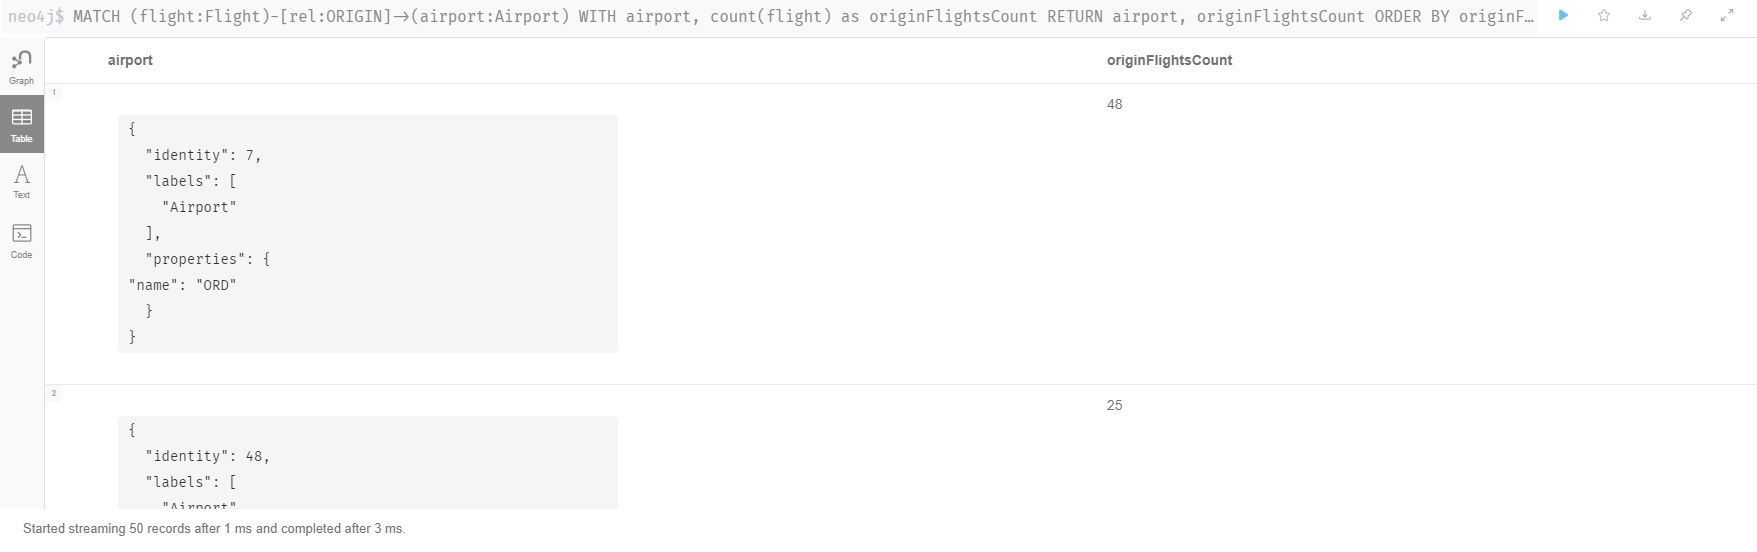 neo4j$ MATCH (flight:Flight)-[rel:ORIGIN]→(airport:Airport) WITH airport, count(flight) as originFlightsCount RETURN airport, originFlightsCount ORDER BY originF…
Graph
Table
Text
Code
airport originFlightsCount
1
48
{
"identity": 7,
"labels": [
"Airport"
],
"properties": {
"name": "ORD"
}
}
2
25
{
"identity": 48,
"labels": [
"Airport"
Started streaming 50 records after 1 ms and completed after 3 ms.